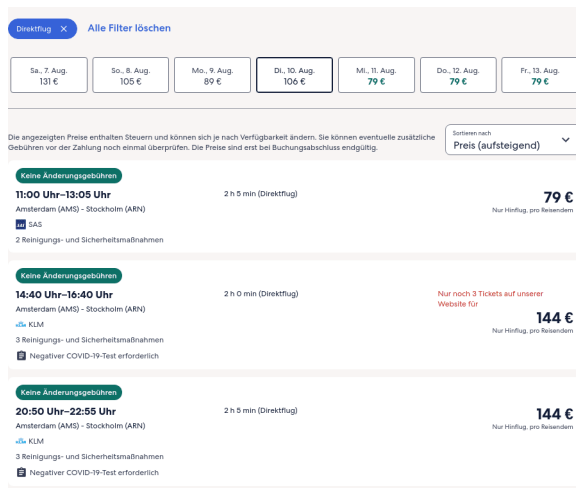 Direktflug ×
Alle Filter löschen
Sa., 7. Aug.
131 €
So., 8. Aug.
105 €
Mo., 9. Aug.
89 €
Di., 10. Aug.
106 €
Mi., 11. Aug.
79 €
Do., 12. Aug.
79 €
Fr., 13. Aug.
79 €
Die angezeigten Preise enthalten Steuern und können sich je nach Verfügbarkeit ändern. Sie können eventuelle zusätzliche
Gebühren vor der Zahlung noch einmal überprüfen. Die Preise sind erst bei Buchungsabschluss endgültig.
Sortieren nach
Preis (aufsteigend)
Keine Änderungsgebühren
11:00 Uhr–13:05 Uhr
2 h 5 min (Direktflug)
79 €
Amsterdam (AMS) - Stockholm (ARN)
Nur Hinflug, pro Reisendem
SAS
2 Reinigungs- und Sicherheitsmaßnahmen
Keine Änderungsgebühren
14:40 Uhr–16:40 Uhr
2 h 0 min (Direktflug)
Nur noch 3 Tickets auf unserer
Website für
144 €
Amsterdam (AMS) - Stockholm (ARN)
Nur Hinflug, pro Reisendem
KLM
3 Reinigungs- und Sicherheitsmaßnahmen
Negativer COVID-19-Test erforderlich
Keine Änderungsgebühren
20:50 Uhr–22:55 Uhr
2 h 5 min (Direktflug)
144 €
Amsterdam (AMS) - Stockholm (ARN)
Nur Hinflug, pro Reisendem
KLM
3 Reinigungs- und Sicherheitsmaßnahmen
Negativer COVID-19-Test erforderlich